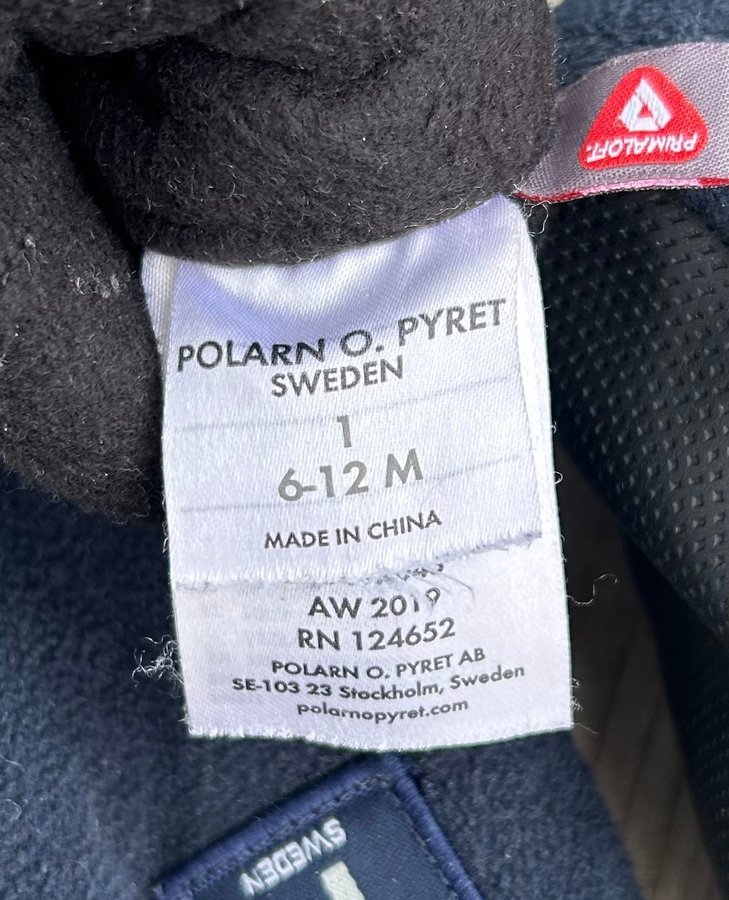 PRIMALOFT
POLARN O. PYRET
SWEDEN
1
6-12 M
MADE IN CHINA
AW 2019
RN 124652
POLARN O. PYRET AB
SE-103 23 Stockholm, Sweden
polarnopyret.com
SWEDEN